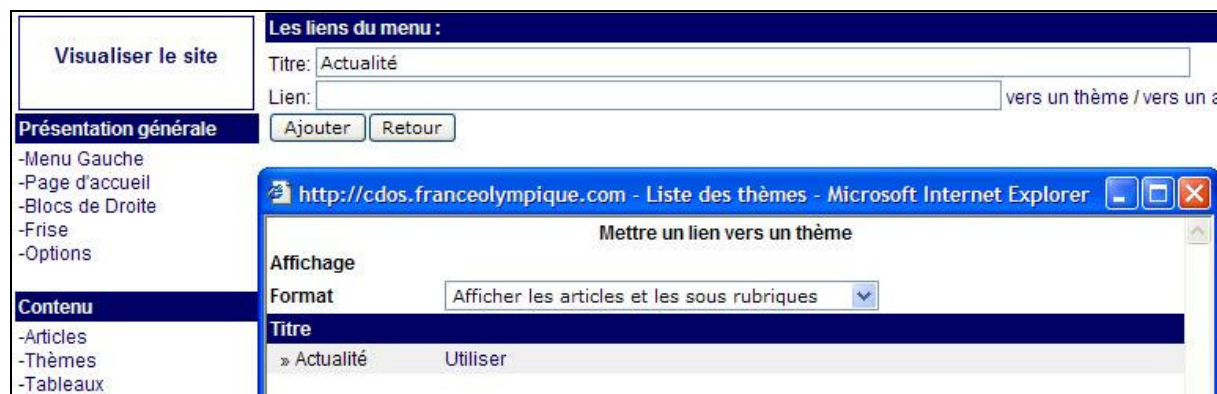 Visualiser le site
Présentation générale
-Menu Gauche
-Page d'accueil
-Blocs de Droite
-Frise
-Options
Contenu
-Articles
-Thèmes
-Tableaux
Les liens du menu :
Titre: Actualité
Lien: vers un thème / vers un a
Ajouter Retour
http://cdos.franceolympique.com - Liste des thèmes - Microsoft Internet Explorer
Mettre un lien vers un thème
Affichage
Format Afficher les articles et les sous rubriques
Titre
» Actualité Utiliser